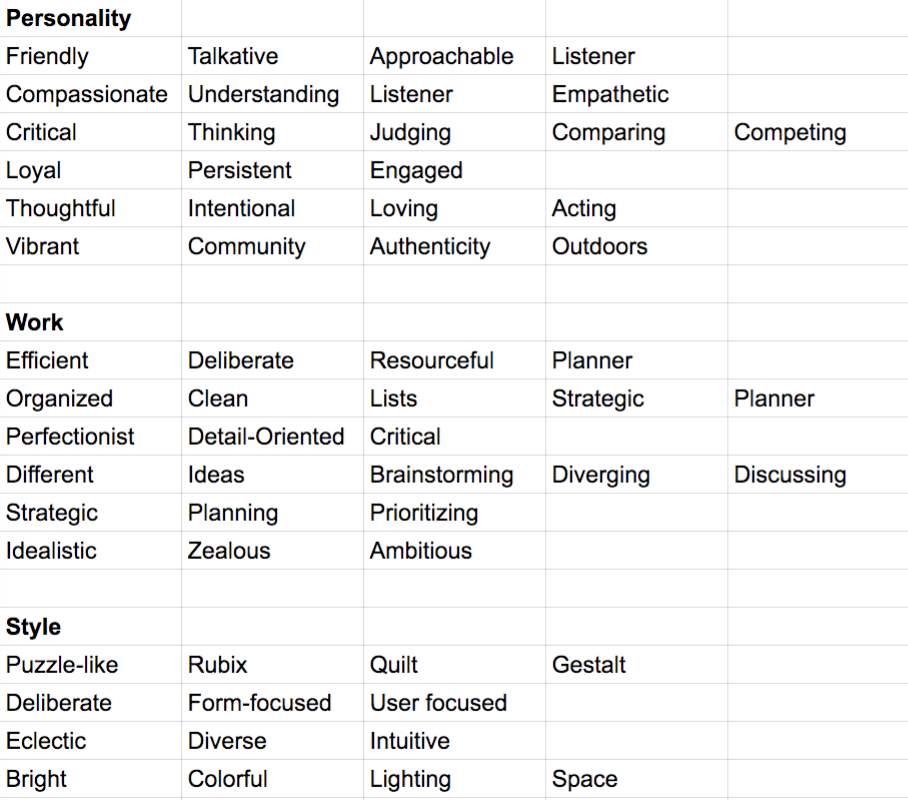 Personality
Friendly Talkative Approachable Listener
Compassionate Understanding Listener Empathetic
Critical Thinking Judging Comparing Competing
Loyal Persistent Engaged
Thoughtful Intentional Loving Acting
Vibrant Community Authenticity Outdoors
Work
Efficient Deliberate Resourceful Planner
Organized Clean Lists Strategic Planner
Perfectionist Detail-Oriented Critical
Different Ideas Brainstorming Diverging Discussing
Strategic Planning Prioritizing
Idealistic Zealous Ambitious
Style
Puzzle-like Rubix Quilt Gestalt
Deliberate Form-focused User focused
Eclectic Diverse Intuitive
Bright Colorful Lighting Space